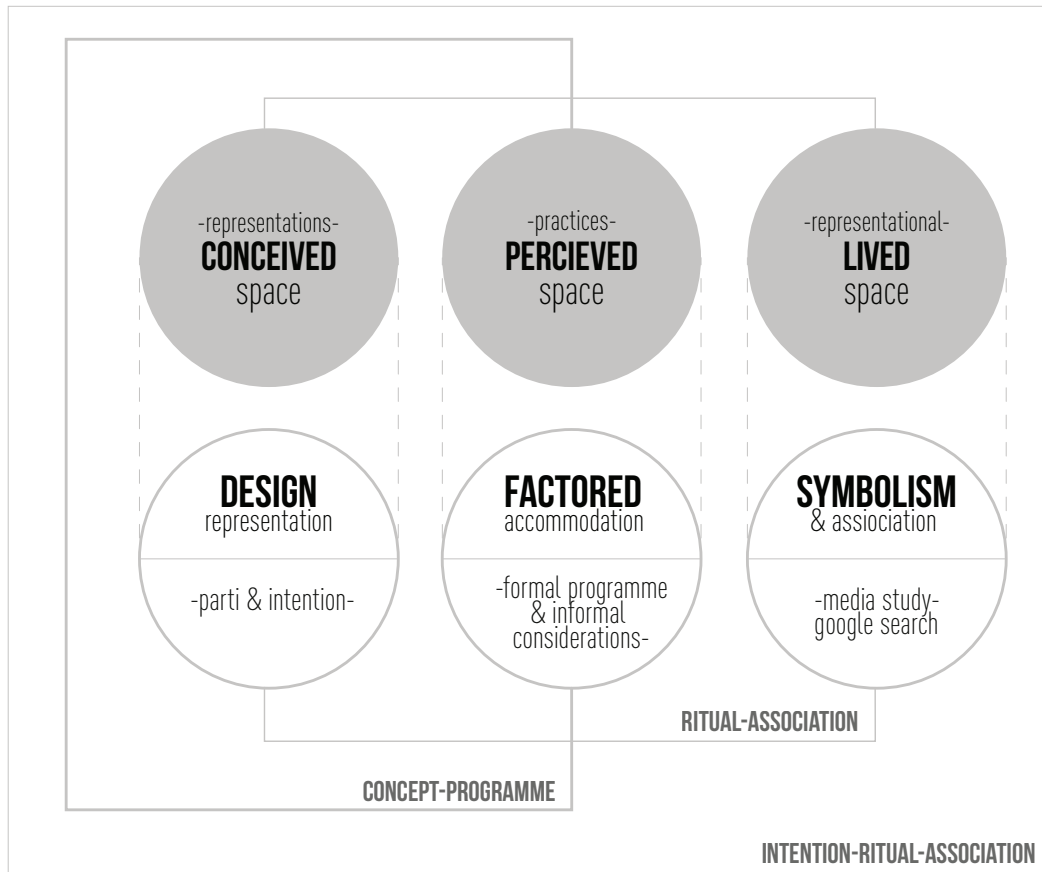 -representations-
CONCEIVED
space
-practices-
PERCIEVED
space
-representational-
LIVED
space
DESIGN
representation
-parti & intention-
FACTORED
accommodation
-formal programme
& informal
considerations-
SYMBOLISM
& assiociation
-media study-
google search
RITUAL-ASSOCIATION
CONCEPT-PROGRAMME
INTENTION-RITUAL-ASSOCIATION